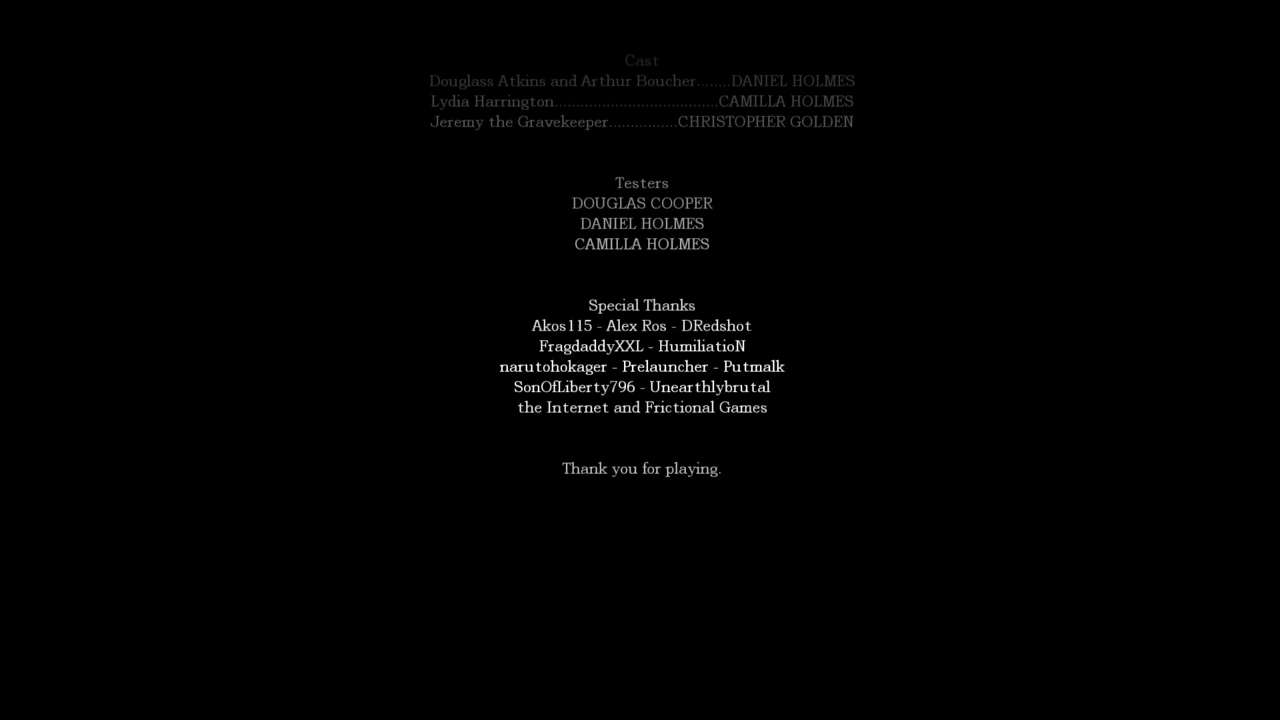 Cast
Douglass Atkins and Arthur Boucher........DANIEL HOLMES
Lydia Harrington......................................CAMILLA HOLMES
Jeremy the Gravekeeper................CHRISTOPHER GOLDEN
Testers
DOUGLAS COOPER
DANIEL HOLMES
CAMILLA HOLMES
Special Thanks
Akos115 - Alex Ros - DRedshot
FragdaddyXXL - HumiliatioN
narutohokager - Prelauncher - Putmalk
SonOfLiberty796 - Unearthlybrutal
the Internet and Frictional Games
Thank you for playing.